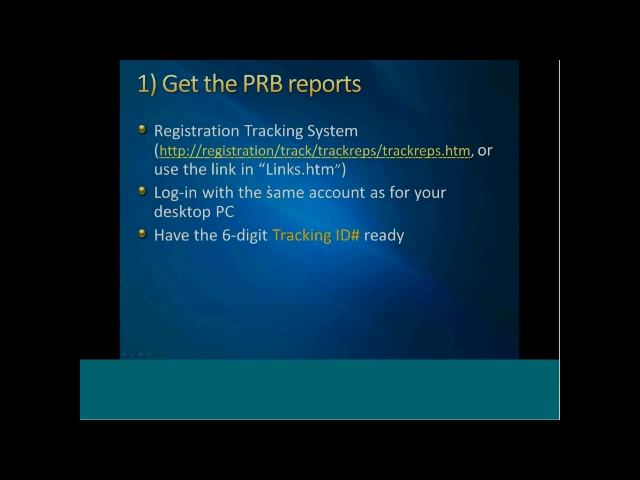 1) Get the PRB reports
Registration Tracking System
(http://registration/track/trackreps/trackreps.htm, or
use the link in “Links.htm”)
Log-in with the same account as for your
desktop PC
Have the 6-digit Tracking ID# ready